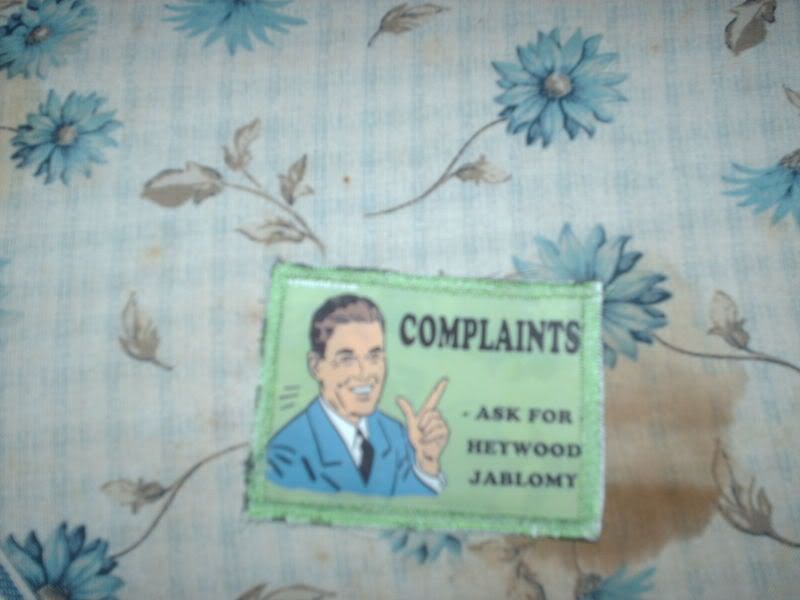 COMPLAINTS
- ASK FOR -
HEYWOOD
JABLOMY